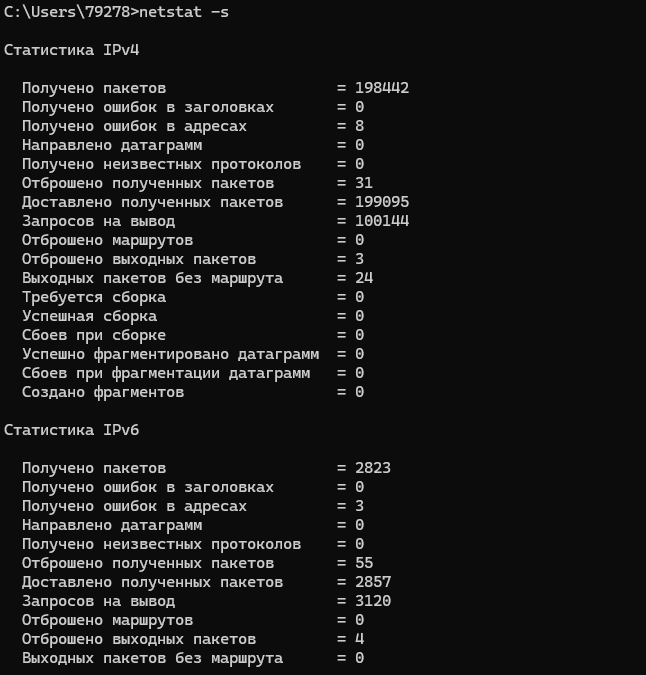 C:\Users\79278>netstat -s
Статистика IPv4
Получено пакетов = 198442
Получено ошибок в заголовках = 0
Получено ошибок в адресах = 8
Направлено датаграмм = 0
Получено неизвестных протоколов = 0
Отброшено полученных пакетов = 31
Доставлено полученных пакетов = 199095
Запросов на вывод = 100144
Отброшено маршрутов = 0
Отброшено выходных пакетов = 3
Выходных пакетов без маршрута = 24
Требуется сборка = 0
Успешная сборка = 0
Сбоев при сборке = 0
Успешно фрагментировано датаграмм = 0
Сбоев при фрагментации датаграмм = 0
Создано фрагментов = 0
Статистика IPv6
Получено пакетов = 2823
Получено ошибок в заголовках = 0
Получено ошибок в адресах = 3
Направлено датаграмм = 0
Получено неизвестных протоколов = 0
Отброшено полученных пакетов = 55
Доставлено полученных пакетов = 2857
Запросов на вывод = 3120
Отброшено маршрутов = 0
Отброшено выходных пакетов = 4
Выходных пакетов без маршрута = 0